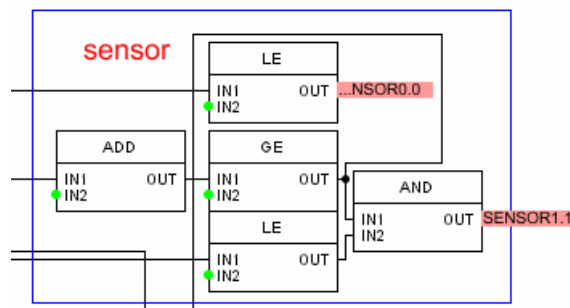 sensor
LE
IN1 OUT ...NSOR0.0
IN2
ADD
IN1 OUT
IN2
GE
IN1 OUT
IN2
AND
IN1 OUT SENSOR1.1
IN2
LE
IN1 OUT
IN2